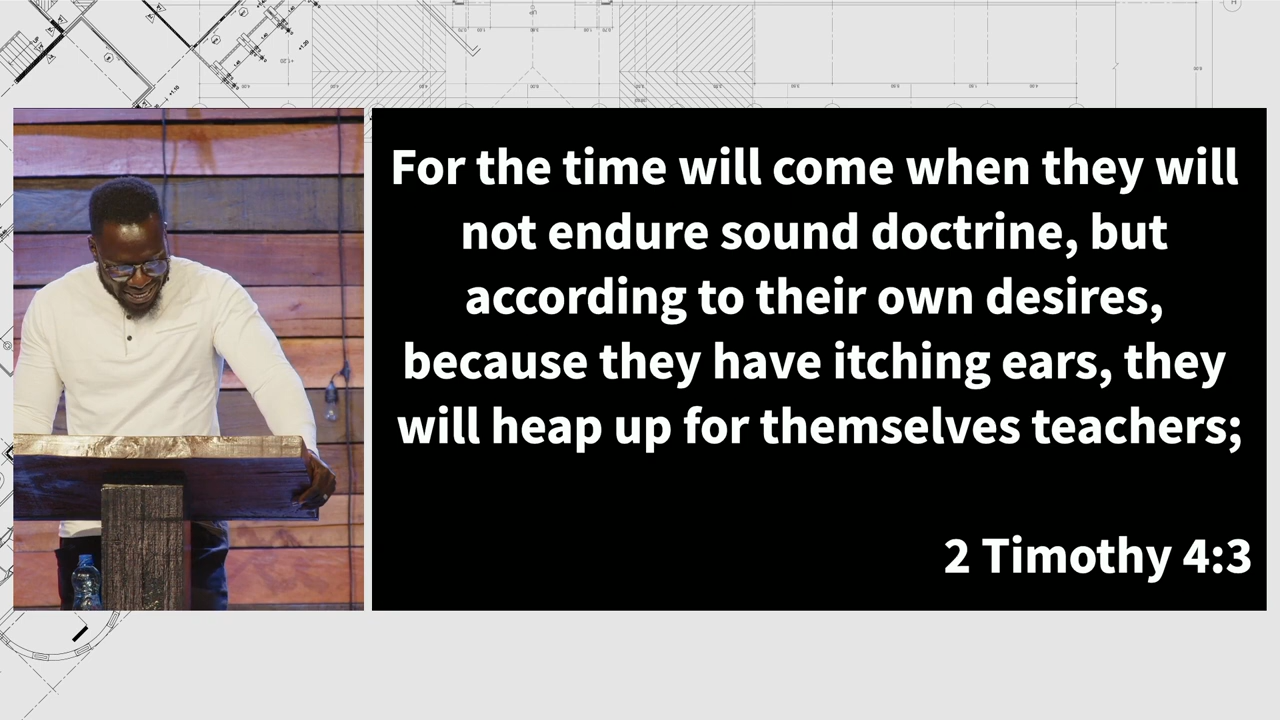 For the time will come when they will
not endure sound doctrine, but
according to their own desires,
because they have itching ears, they
will heap up for themselves teachers;
2 Timothy 4:3